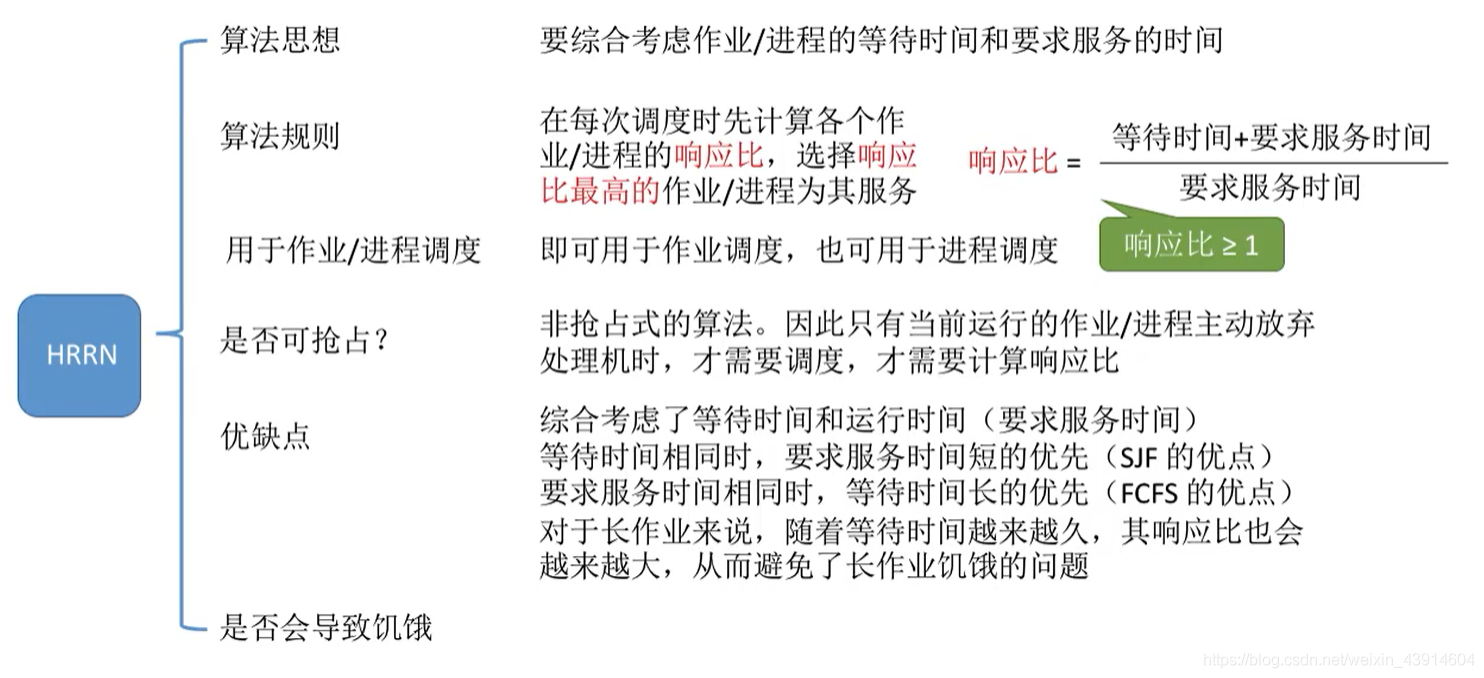 算法思想
要综合考虑作业/进程的等待时间和要求服务的时间
算法规则
在每次调度时先计算各个作
业/进程的响应比，选择响应
比最高的作业/进程为其服务
响应比 =
等待时间+要求服务时间
要求服务时间
响应比 ≥ 1
用于作业/进程调度
即可用于作业调度，也可用于进程调度
HRRN
是否可抢占？
非抢占式的算法。因此只有当前运行的作业/进程主动放弃
处理机时，才需要调度，才需要计算响应比
优缺点
综合考虑了等待时间和运行时间（要求服务时间）
等待时间相同时，要求服务时间短的优先（SJF 的优点）
要求服务时间相同时，等待时间长的优先（FCFS 的优点）
对于长作业来说，随着等待时间越来越久，其响应比也会
越来越大，从而避免了长作业饥饿的问题
是否会导致饥饿
https://blog.csdn.net/weixin_43914604